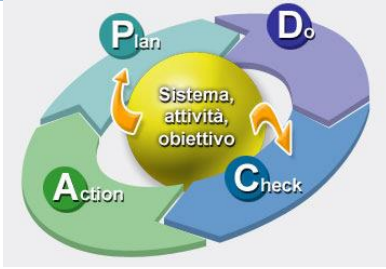 Plan
Do
Sistema,
attività,
obiettivo
Action
Check